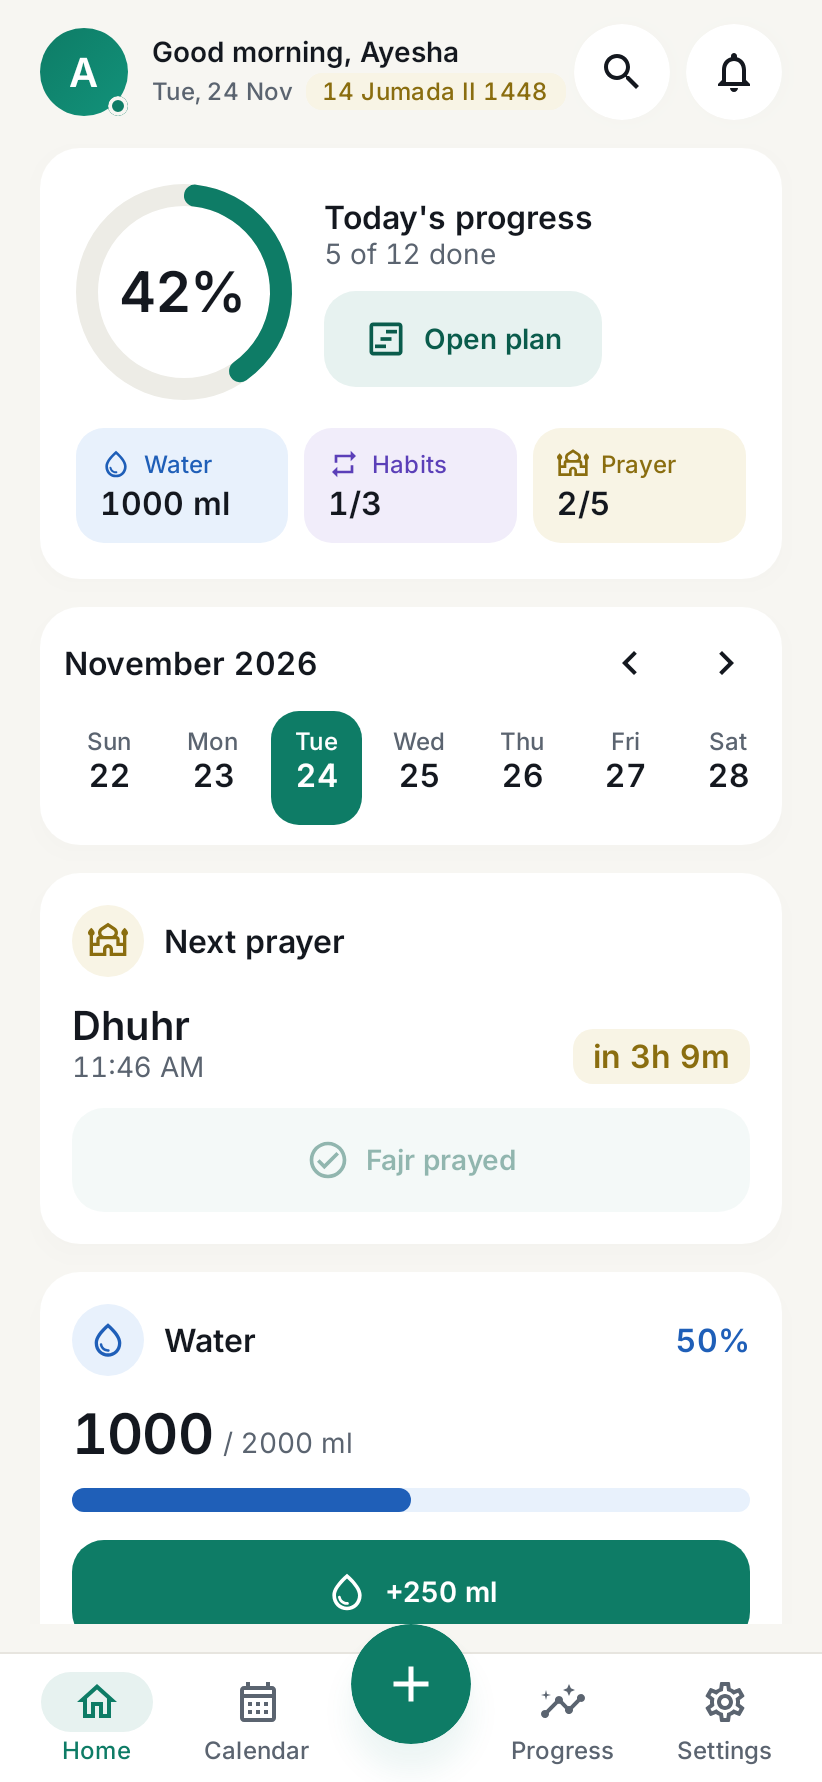 A
Good morning, Ayesha
Tue, 24 Nov 14 Jumada II 1448
42%
Today's progress
5 of 12 done
Open plan
Water
1000 ml
Habits
1/3
Prayer
2/5
November 2026
Sun Mon Tue Wed Thu Fri Sat
22 23 24 25 26 27 28
Next prayer
Dhuhr
11:46 AM
in 3h 9m
Fajr prayed
Water 50%
1000 / 2000 ml
+250 ml
Home Calendar Progress Settings